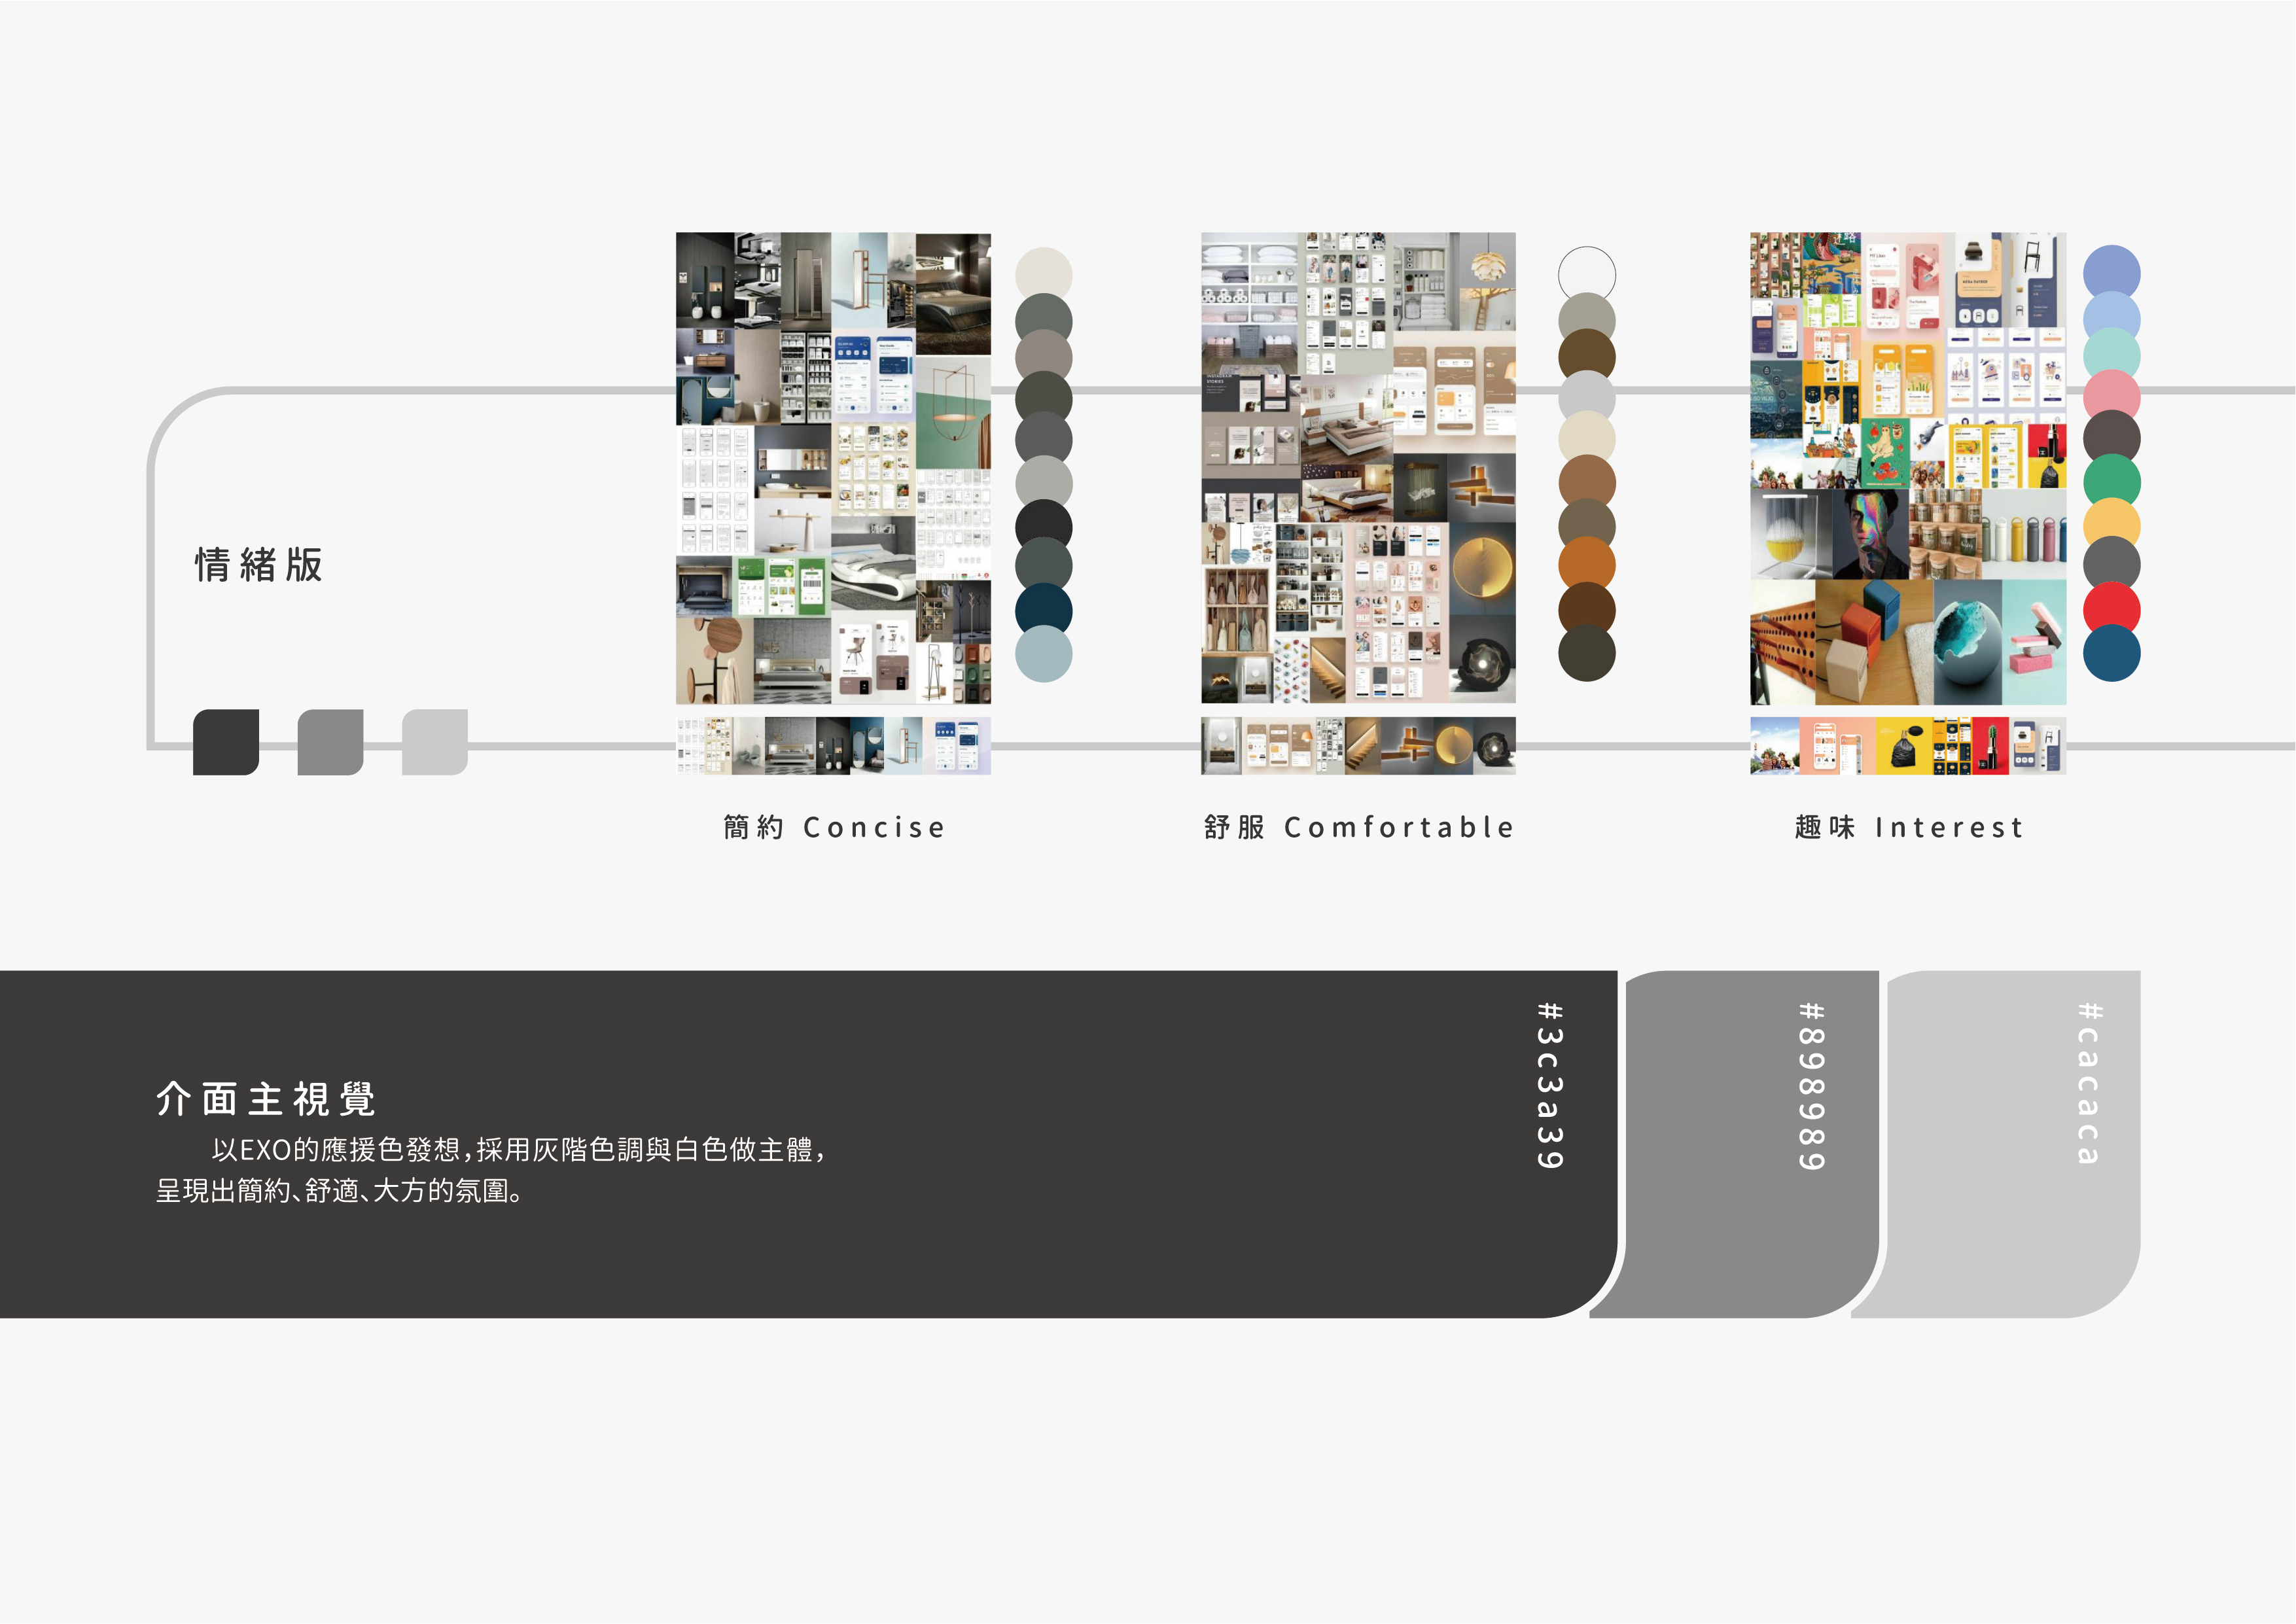 情緒版
簡約 Concise
舒服 Comfortable
趣味 Interest
介面主視覺
以EXO的應援色發想，採用灰階色調與白色做主體，
呈現出簡約、舒適、大方的氛圍。
#3c3a39
#898989
#cacaca